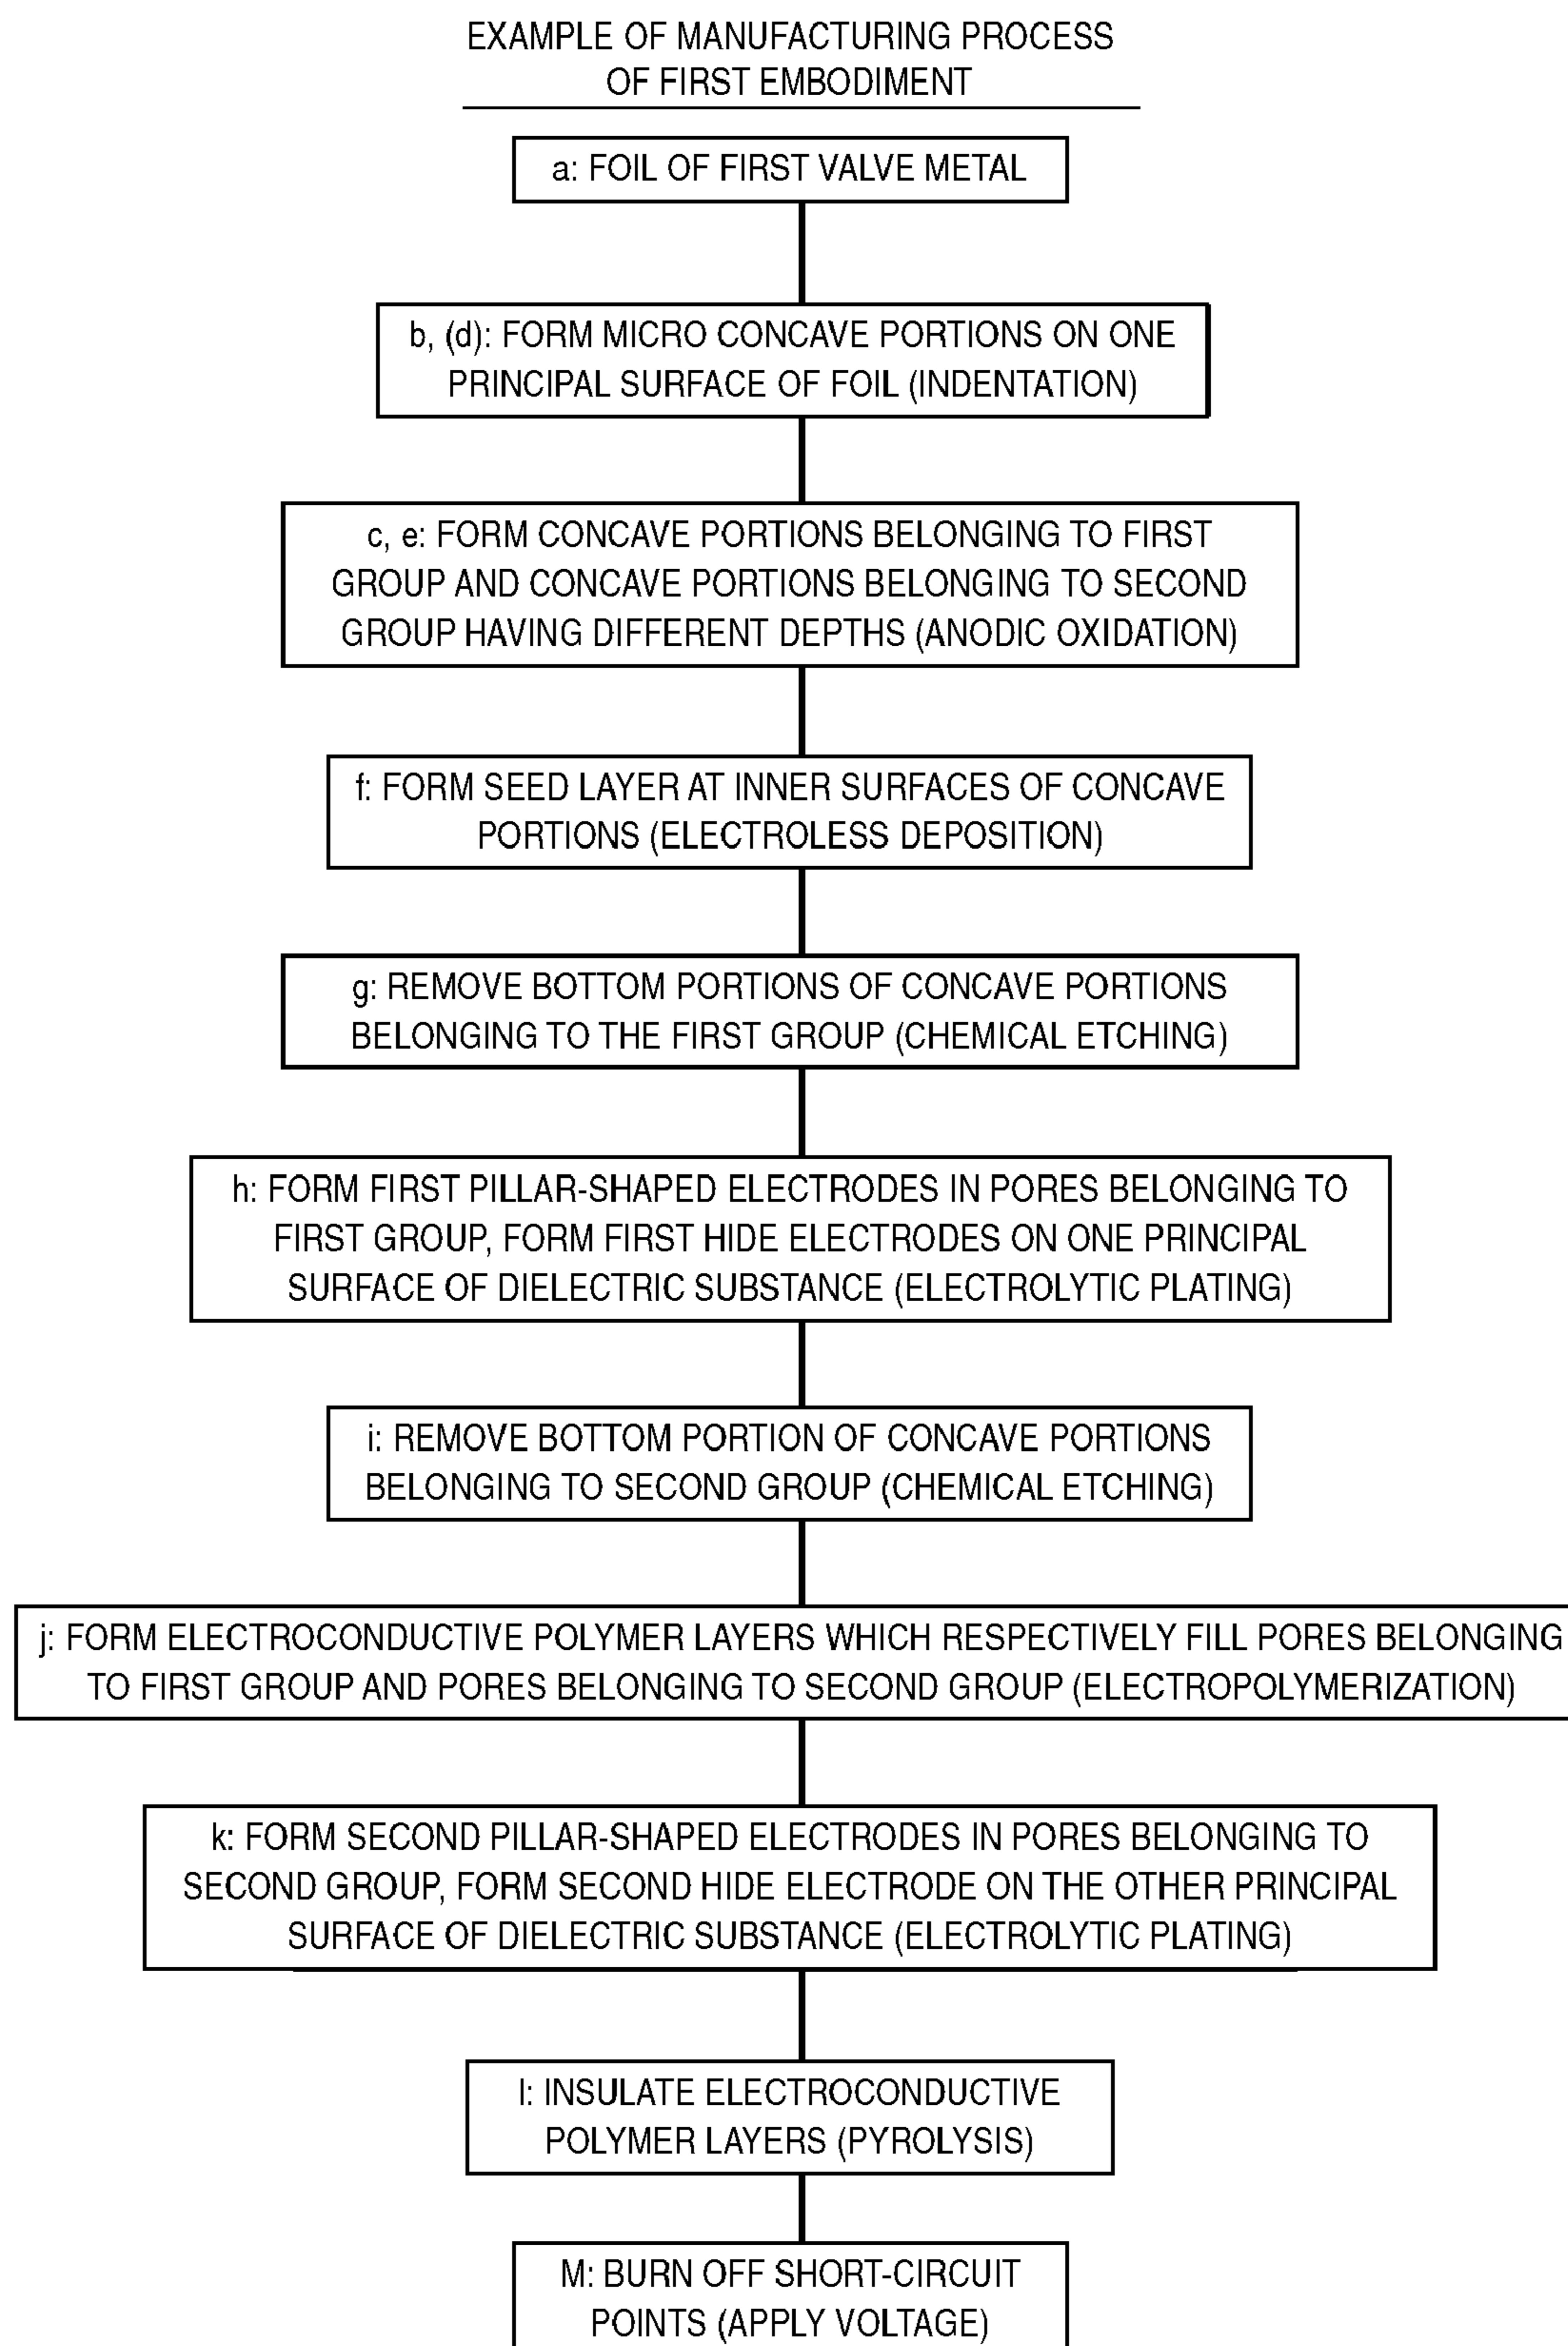 EXAMPLE OF MANUFACTURING PROCESS
OF FIRST EMBODIMENT
a: FOIL OF FIRST VALVE METAL
b, (d): FORM MICRO CONCAVE PORTIONS ON ONE
PRINCIPAL SURFACE OF FOIL (INDENTATION)
c, e: FORM CONCAVE PORTIONS BELONGING TO FIRST
GROUP AND CONCAVE PORTIONS BELONGING TO SECOND
GROUP HAVING DIFFERENT DEPTHS (ANODIC OXIDATION)
f: FORM SEED LAYER AT INNER SURFACES OF CONCAVE
PORTIONS (ELECTROLESS DEPOSITION)
g: REMOVE BOTTOM PORTIONS OF CONCAVE PORTIONS
BELONGING TO THE FIRST GROUP (CHEMICAL ETCHING)
h: FORM FIRST PILLAR-SHAPED ELECTRODES IN PORES BELONGING TO
FIRST GROUP, FORM FIRST HIDE ELECTRODES ON ONE PRINCIPAL
SURFACE OF DIELECTRIC SUBSTANCE (ELECTROLYTIC PLATING)
i: REMOVE BOTTOM PORTION OF CONCAVE PORTIONS
BELONGING TO SECOND GROUP (CHEMICAL ETCHING)
j: FORM ELECTROCONDUCTIVE POLYMER LAYERS WHICH RESPECTIVELY FILL PORES BELONGING
TO FIRST GROUP AND PORES BELONGING TO SECOND GROUP (ELECTROPOLYMERIZATION)
k: FORM SECOND PILLAR-SHAPED ELECTRODES IN PORES BELONGING TO
SECOND GROUP, FORM SECOND HIDE ELECTRODE ON THE OTHER PRINCIPAL
SURFACE OF DIELECTRIC SUBSTANCE (ELECTROLYTIC PLATING)
l: INSULATE ELECTROCONDUCTIVE
POLYMER LAYERS (PYROLYSIS)
M: BURN OFF SHORT-CIRCUIT
POINTS (APPLY VOLTAGE)